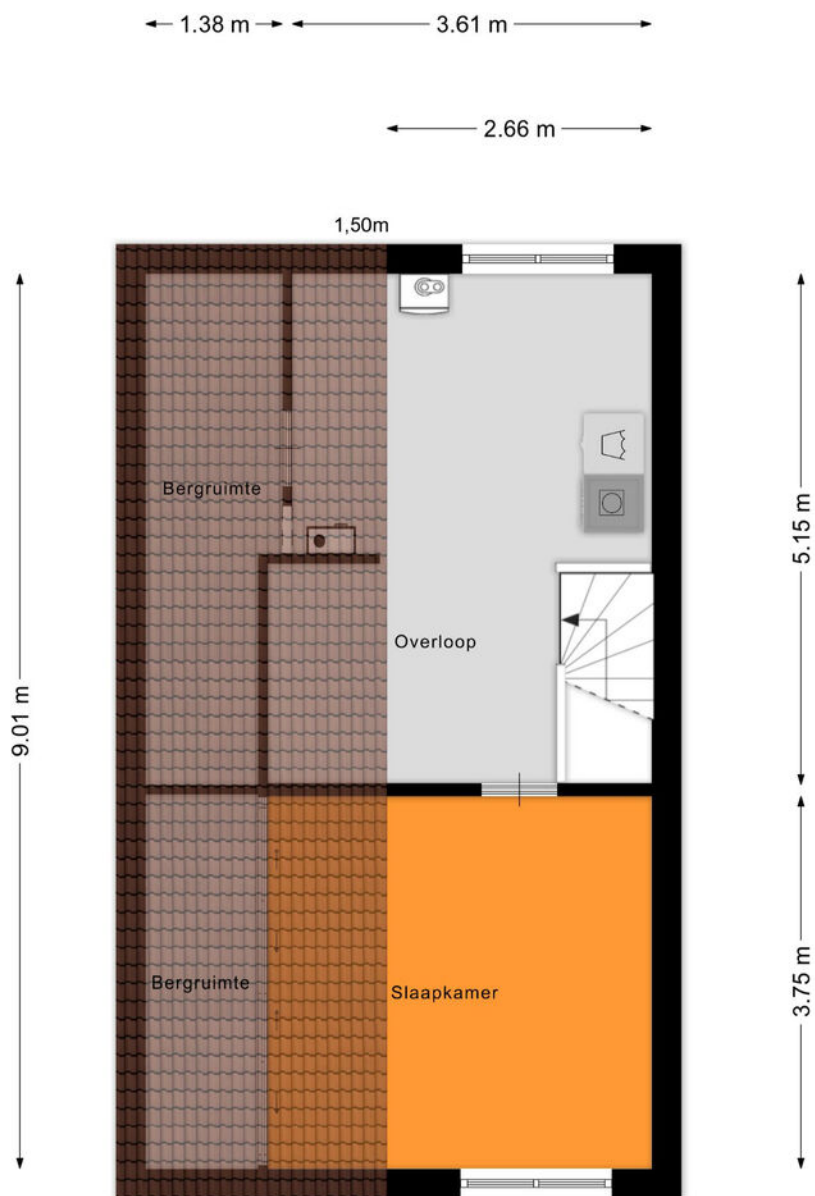 1.38 m
3.61 m
2.66 m
1,50m
Bergruimte
5.15 m
Overloop
9.01 m
Bergruimte
Slaapkamer
3.75 m